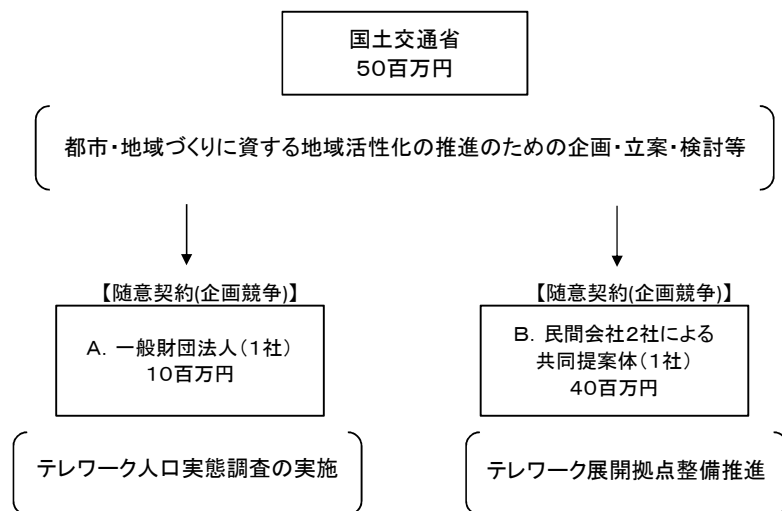 国土交通省
50百万円
都市・地域づくりに資する地域活性化の推進のための企画・立案・検討等
【随意契約(企画競争)】
A. 一般財団法人(1社)
10百万円
テレワーク人口実態調査の実施
【随意契約(企画競争)】
B. 民間会社2社による
共同提案体(1社)
40百万円
テレワーク展開拠点整備推進